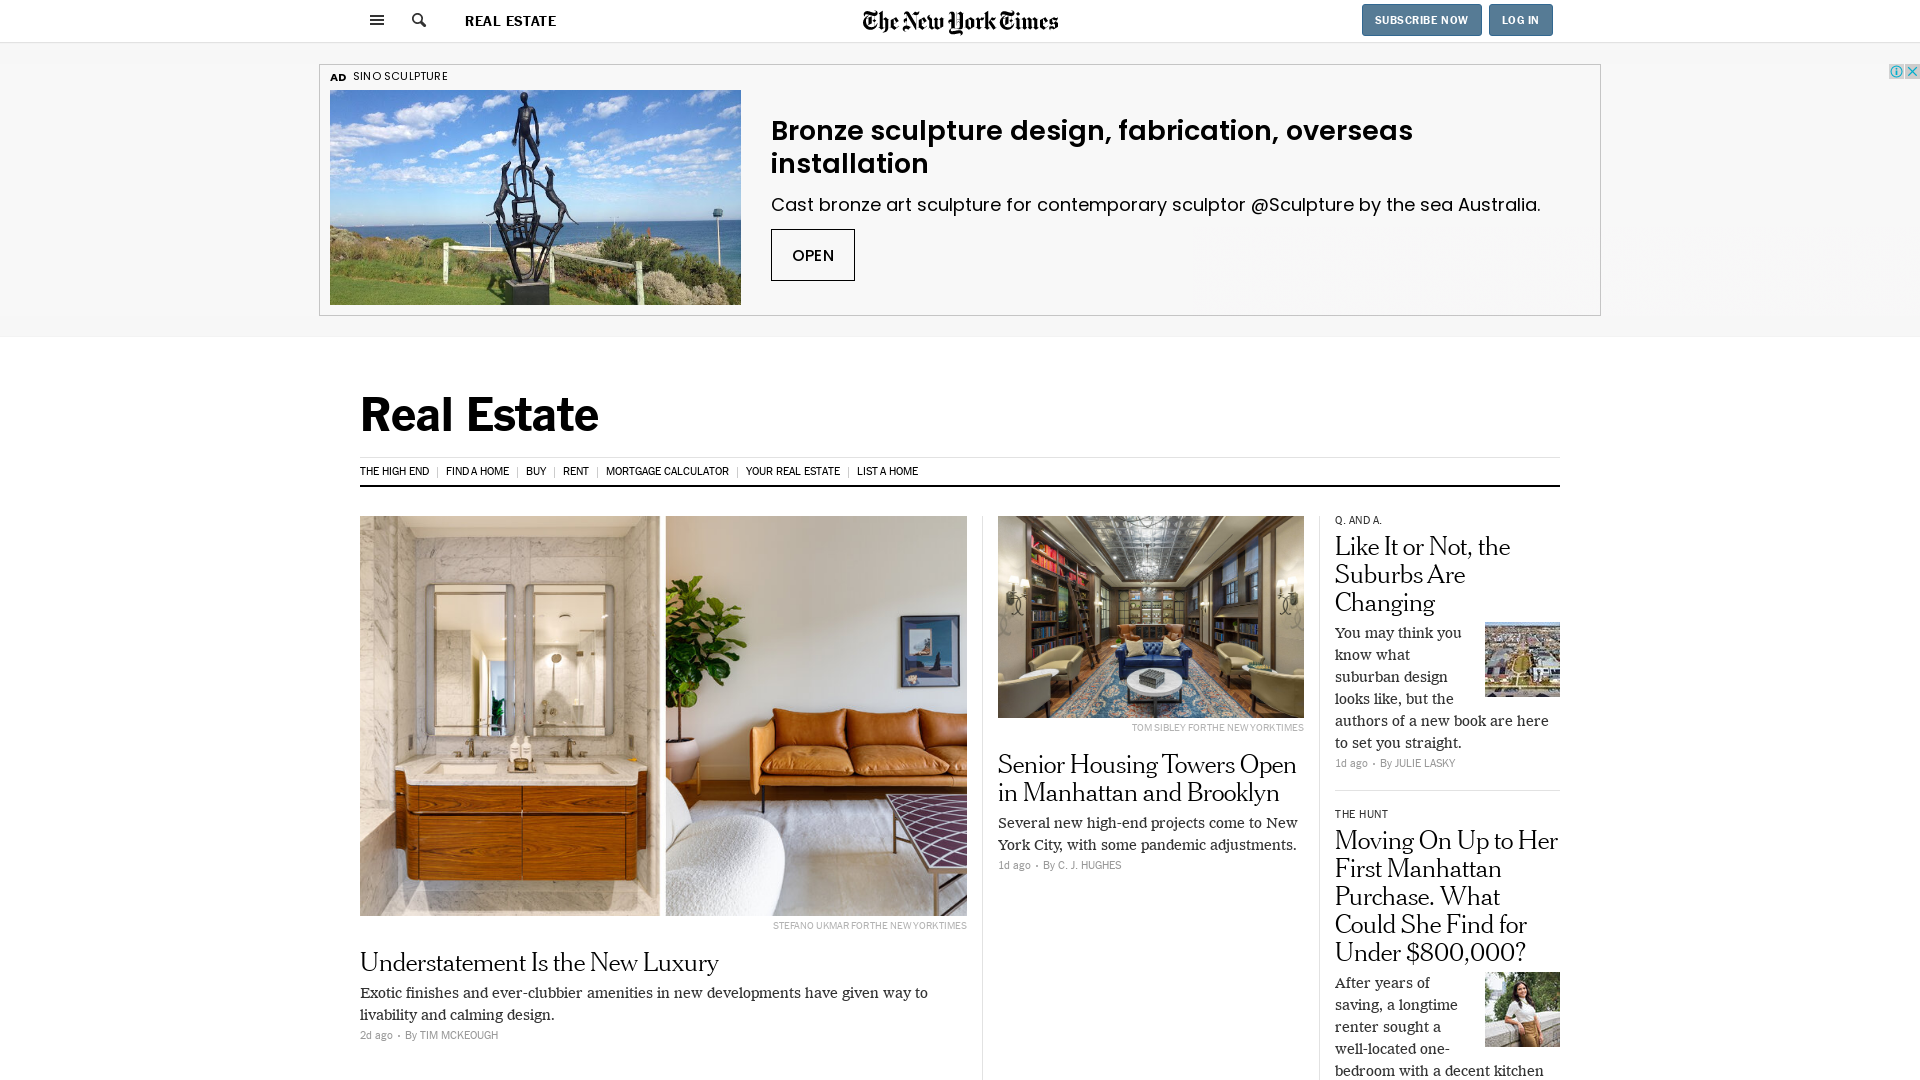 REAL ESTATE
The New York Times
SUBSCRIBE NOW
LOG IN
AD SINO SCULPTURE
Bronze sculpture design, fabrication, overseas
installation
Cast bronze art sculpture for contemporary sculptor @Sculpture by the sea Australia.
OPEN
Real Estate
THE HIGH END
FIND A HOME
BUY
RENT
MORTGAGE CALCULATOR
YOUR REAL ESTATE
LIST A HOME
STEFANO UKMAR FOR THE NEW YORK TIMES
Understatement Is the New Luxury
Exotic finishes and ever-clubbier amenities in new developments have given way to
livability and calming design.
2d ago • By TIM MCKEOUGH
TOM SIBLEY FOR THE NEW YORK TIMES
Senior Housing Towers Open
in Manhattan and Brooklyn
Several new high-end projects come to New
York City, with some pandemic adjustments.
1d ago • By C. J. HUGHES
Q. AND A.
Like It or Not, the
Suburbs Are
Changing
You may think you
know what
suburban design
looks like, but the
authors of a new book are here
to set you straight.
1d ago • By JULIE LASKY
THE HUNT
Moving On Up to Her
First Manhattan
Purchase. What
Could She Find for
Under $800,000?
After years of
saving, a longtime
renter sought a
well-located one-
bedroom with a decent kitchen